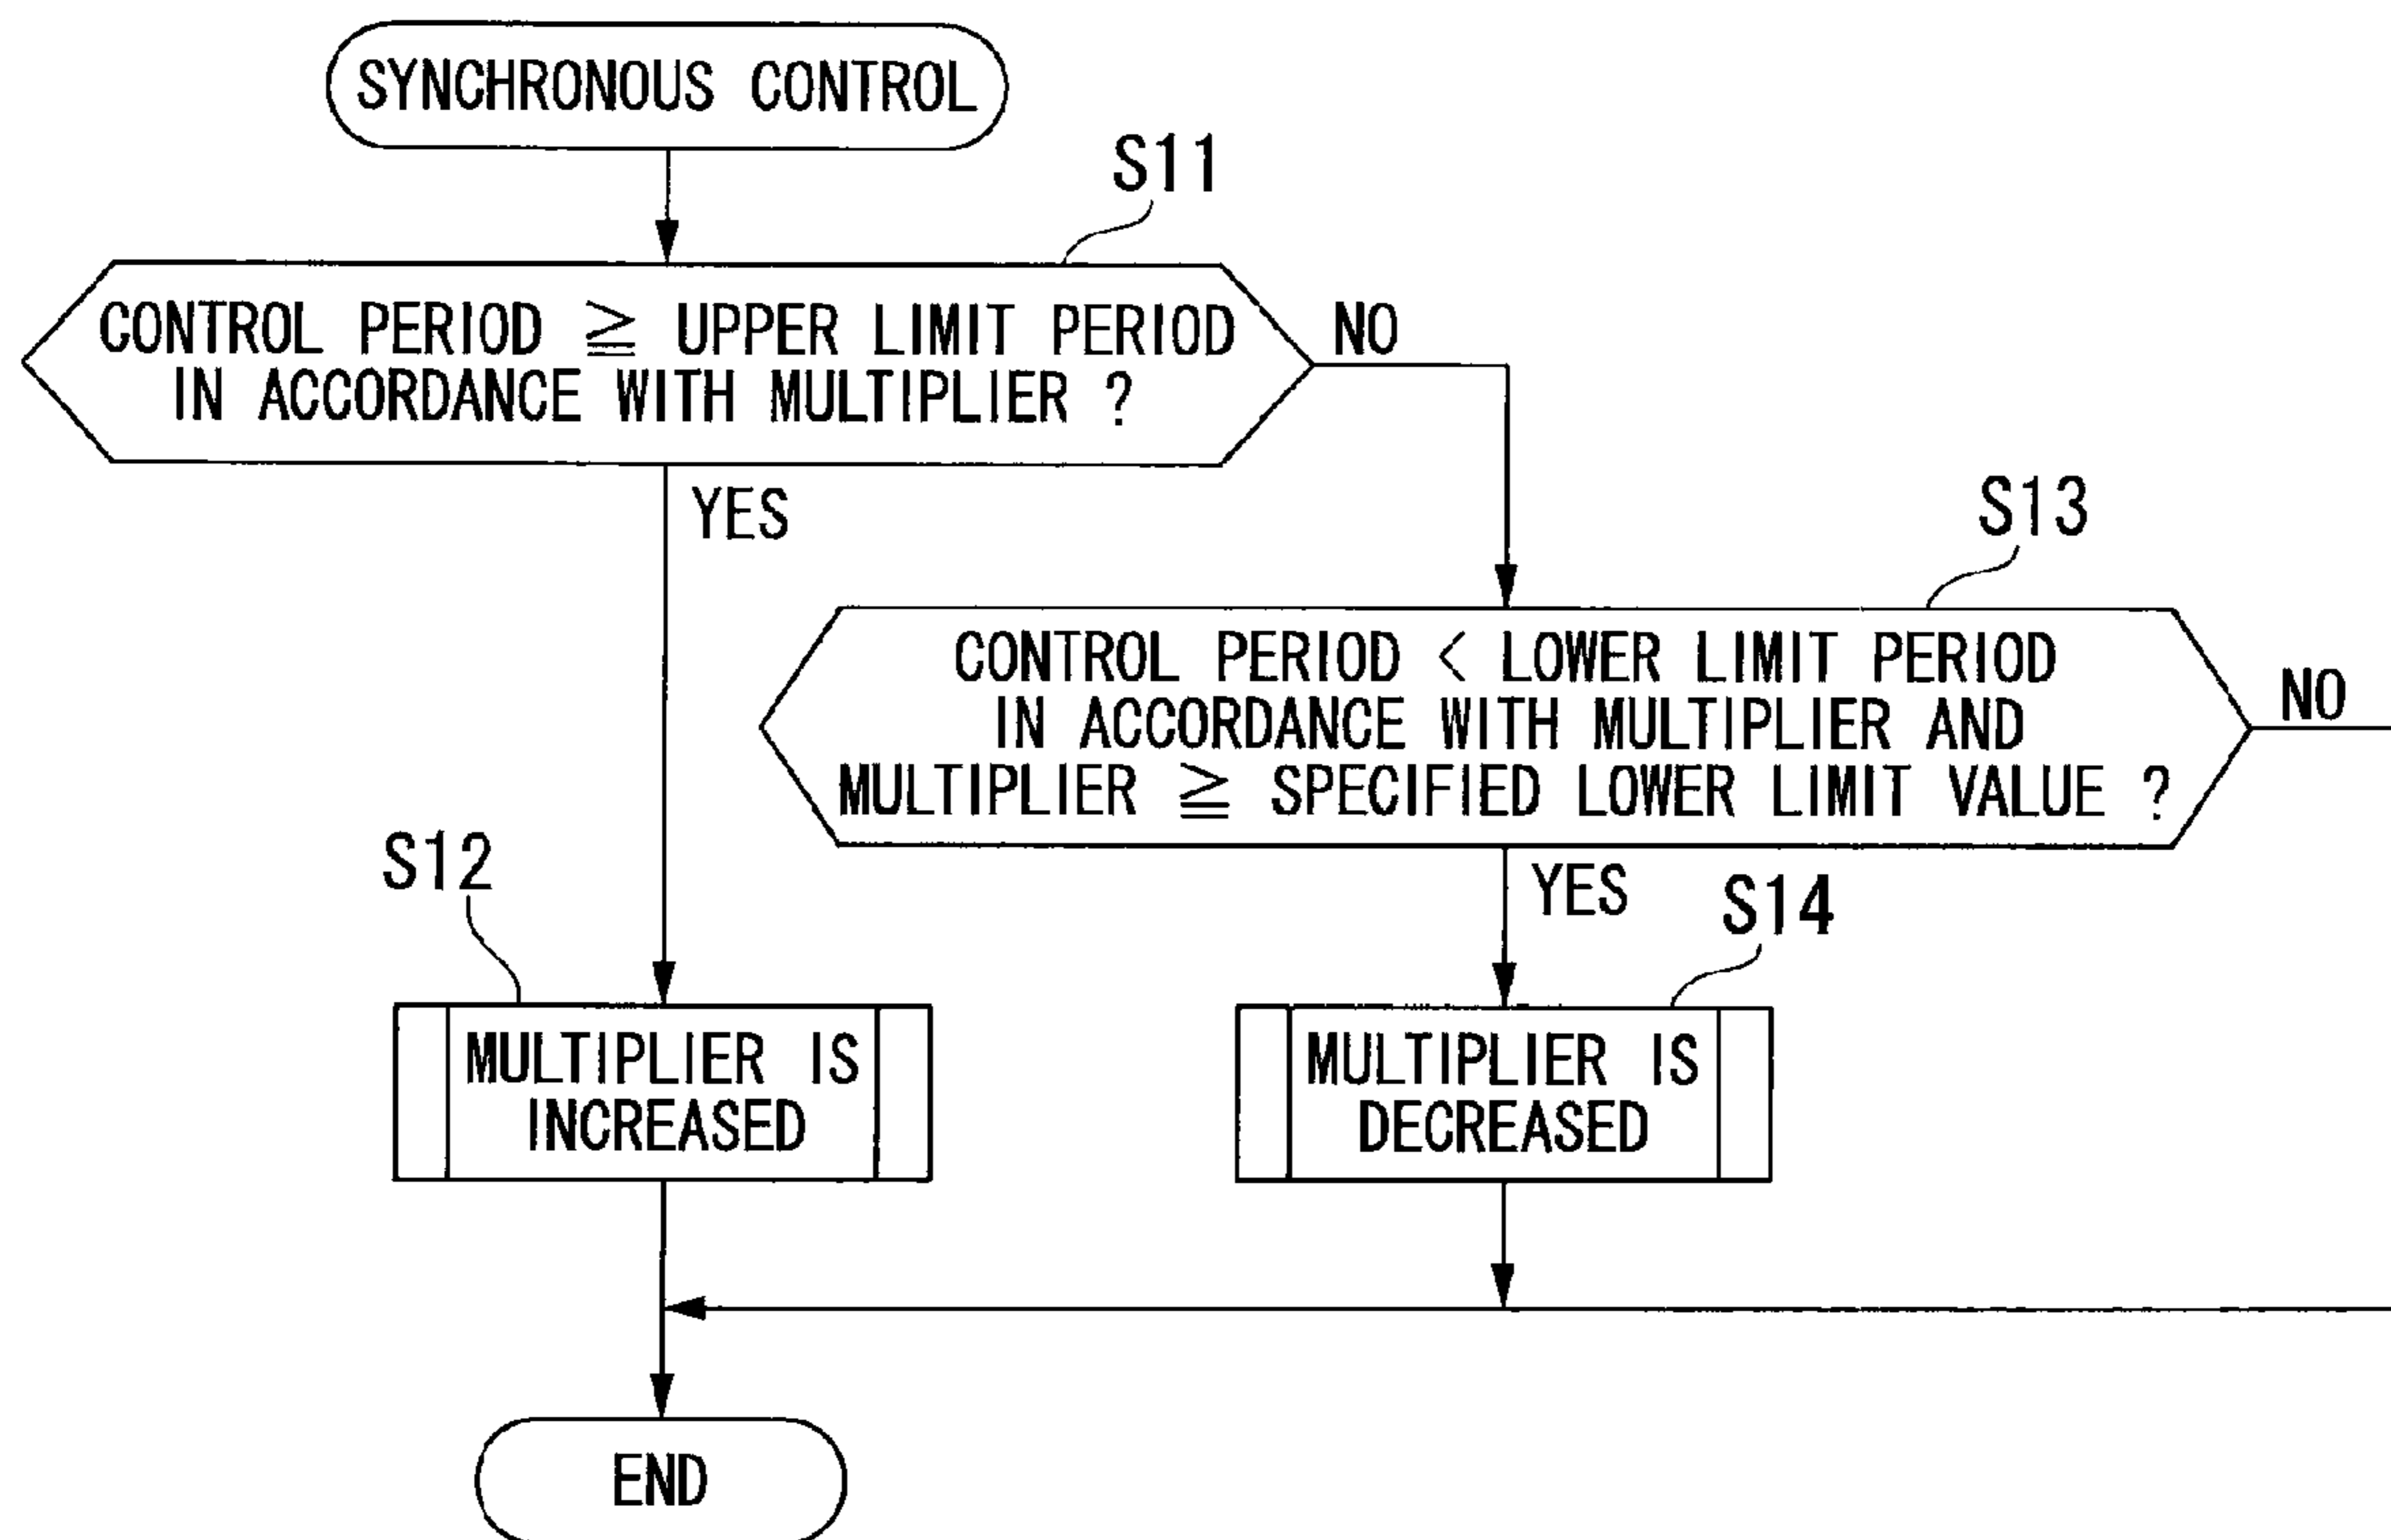 SYNCHRONOUS CONTROL
S11
CONTROL PERIOD ≧ UPPER LIMIT PERIOD
IN ACCORDANCE WITH MULTIPLIER ?
NO
YES
S13
CONTROL PERIOD < LOWER LIMIT PERIOD
IN ACCORDANCE WITH MULTIPLIER AND
MULTIPLIER ≧ SPECIFIED LOWER LIMIT VALUE ?
NO
YES
S12
S14
MULTIPLIER IS
INCREASED
MULTIPLIER IS
DECREASED
END